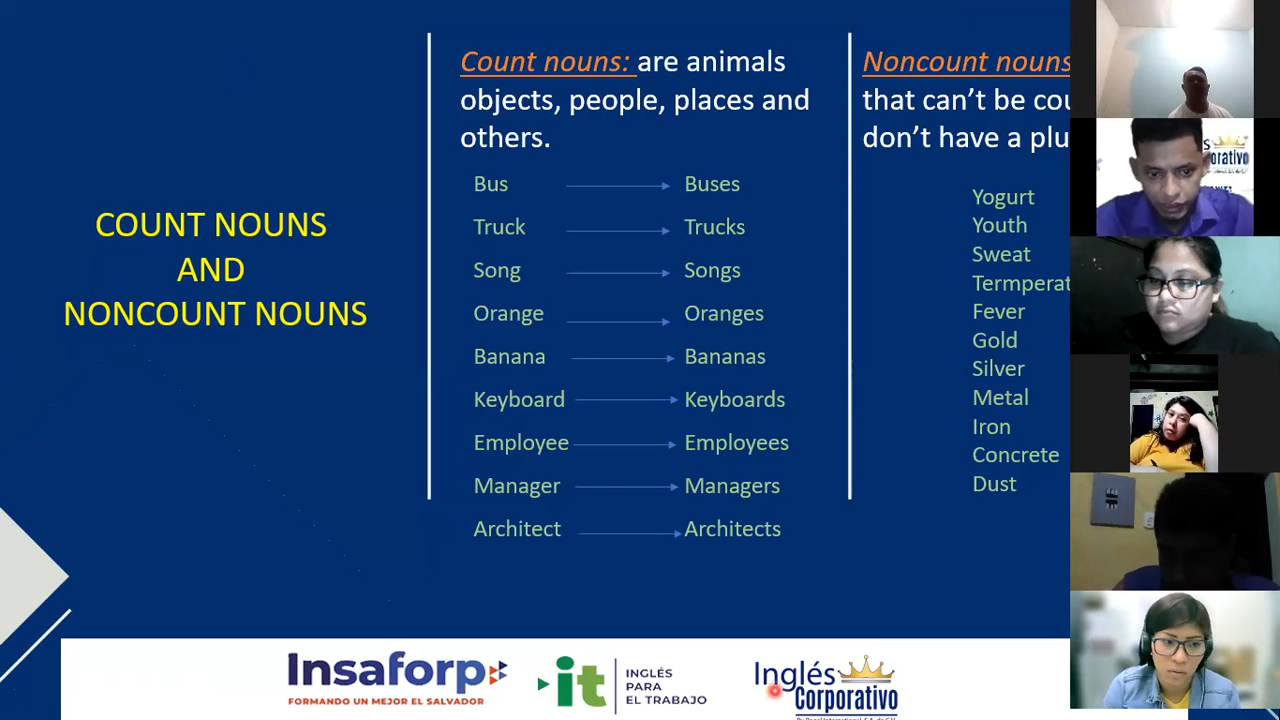 COUNT NOUNS
AND
NONCOUNT NOUNS
Count nouns: are animals
objects, people, places and
others.
Bus Buses
Truck Trucks
Song Songs
Orange Oranges
Banana Bananas
Keyboard Keyboards
Employee Employees
Manager Managers
Architect Architects
Noncount nouns
that can't be
don't have a
Yogurt
Youth
Sweat
Fever
Gold
Silver
Metal
Iron
Concrete
Dust
Insaforp
FORMANDO UN MEJOR EL SALVADOR
it
INGLÉS
PARA
EL TRABAJO
Inglés
Corporativo